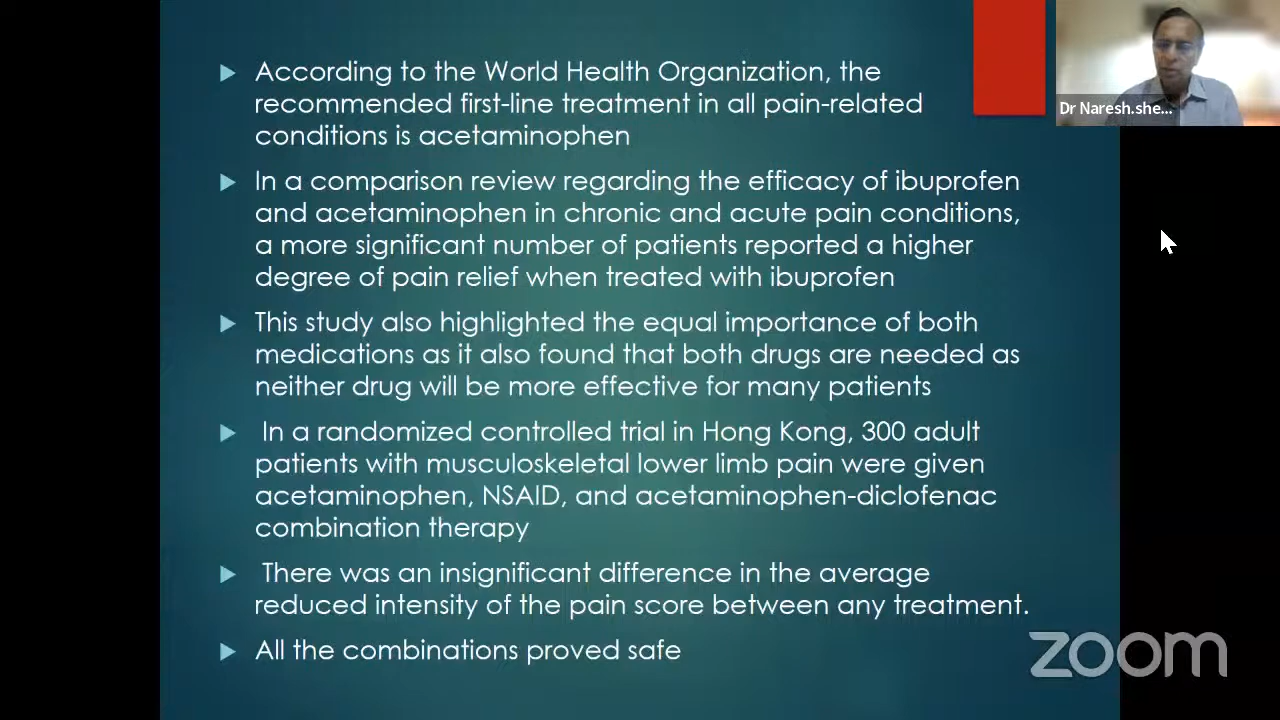 According to the World Health Organization, the
recommended first-line treatment in all pain-related
conditions is acetaminophen
In a comparison review regarding the efficacy of ibuprofen
and acetaminophen in chronic and acute pain conditions,
a more significant number of patients reported a higher
degree of pain relief when treated with ibuprofen
This study also highlighted the equal importance of both
medications as it also found that both drugs are needed as
neither drug will be more effective for many patients
In a randomized controlled trial in Hong Kong, 300 adult
patients with musculoskeletal lower limb pain were given
acetaminophen, NSAID, and acetaminophen-diclofenac
combination therapy
There was an insignificant difference in the average
reduced intensity of the pain score between any treatment.
All the combinations proved safe
Dr Naresh.she...
zoom